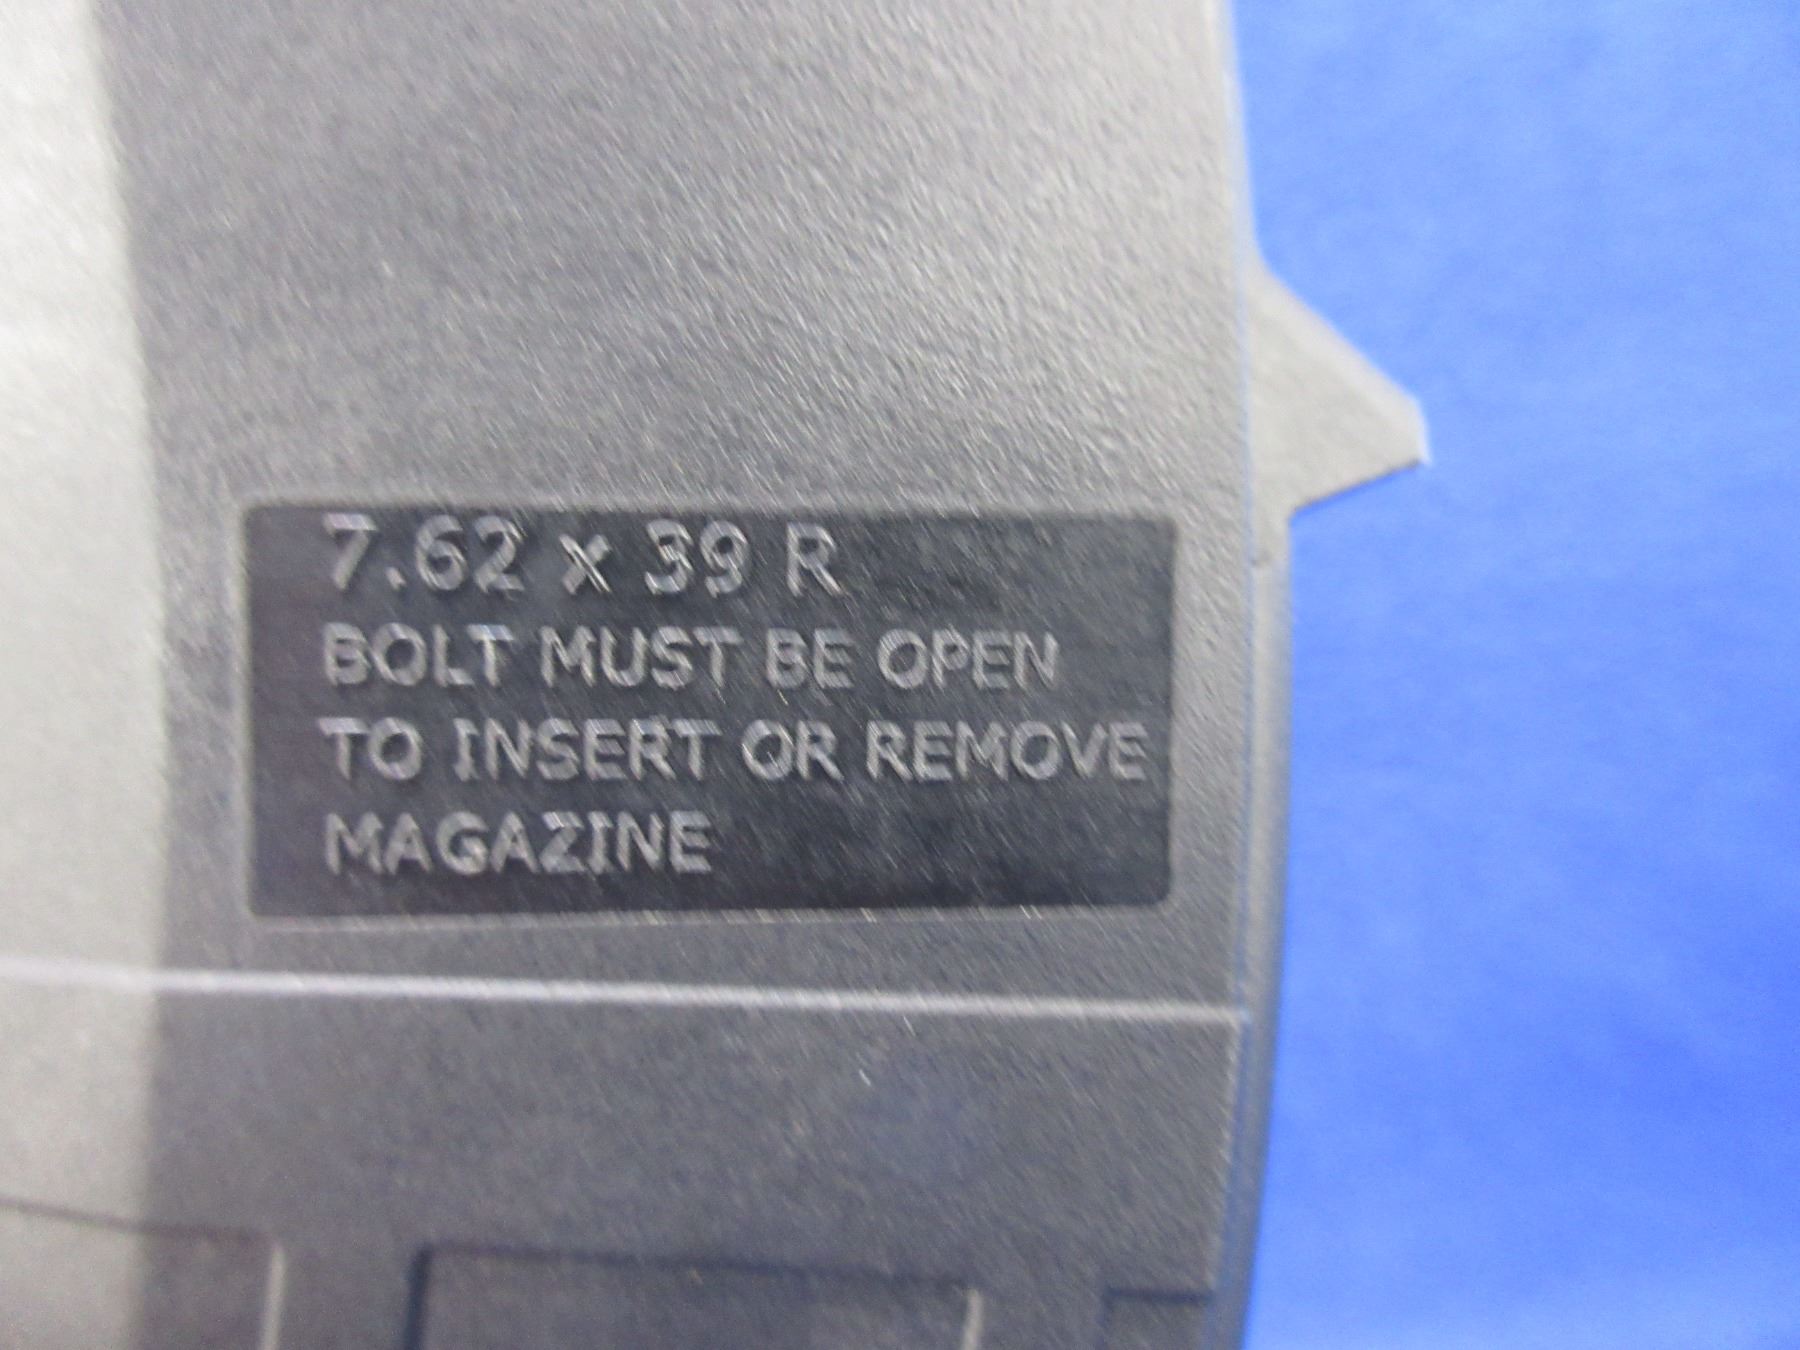 7.62 x 39 R
BOLT MUST BE OPEN
TO INSERT OR REMOVE
MAGAZINE